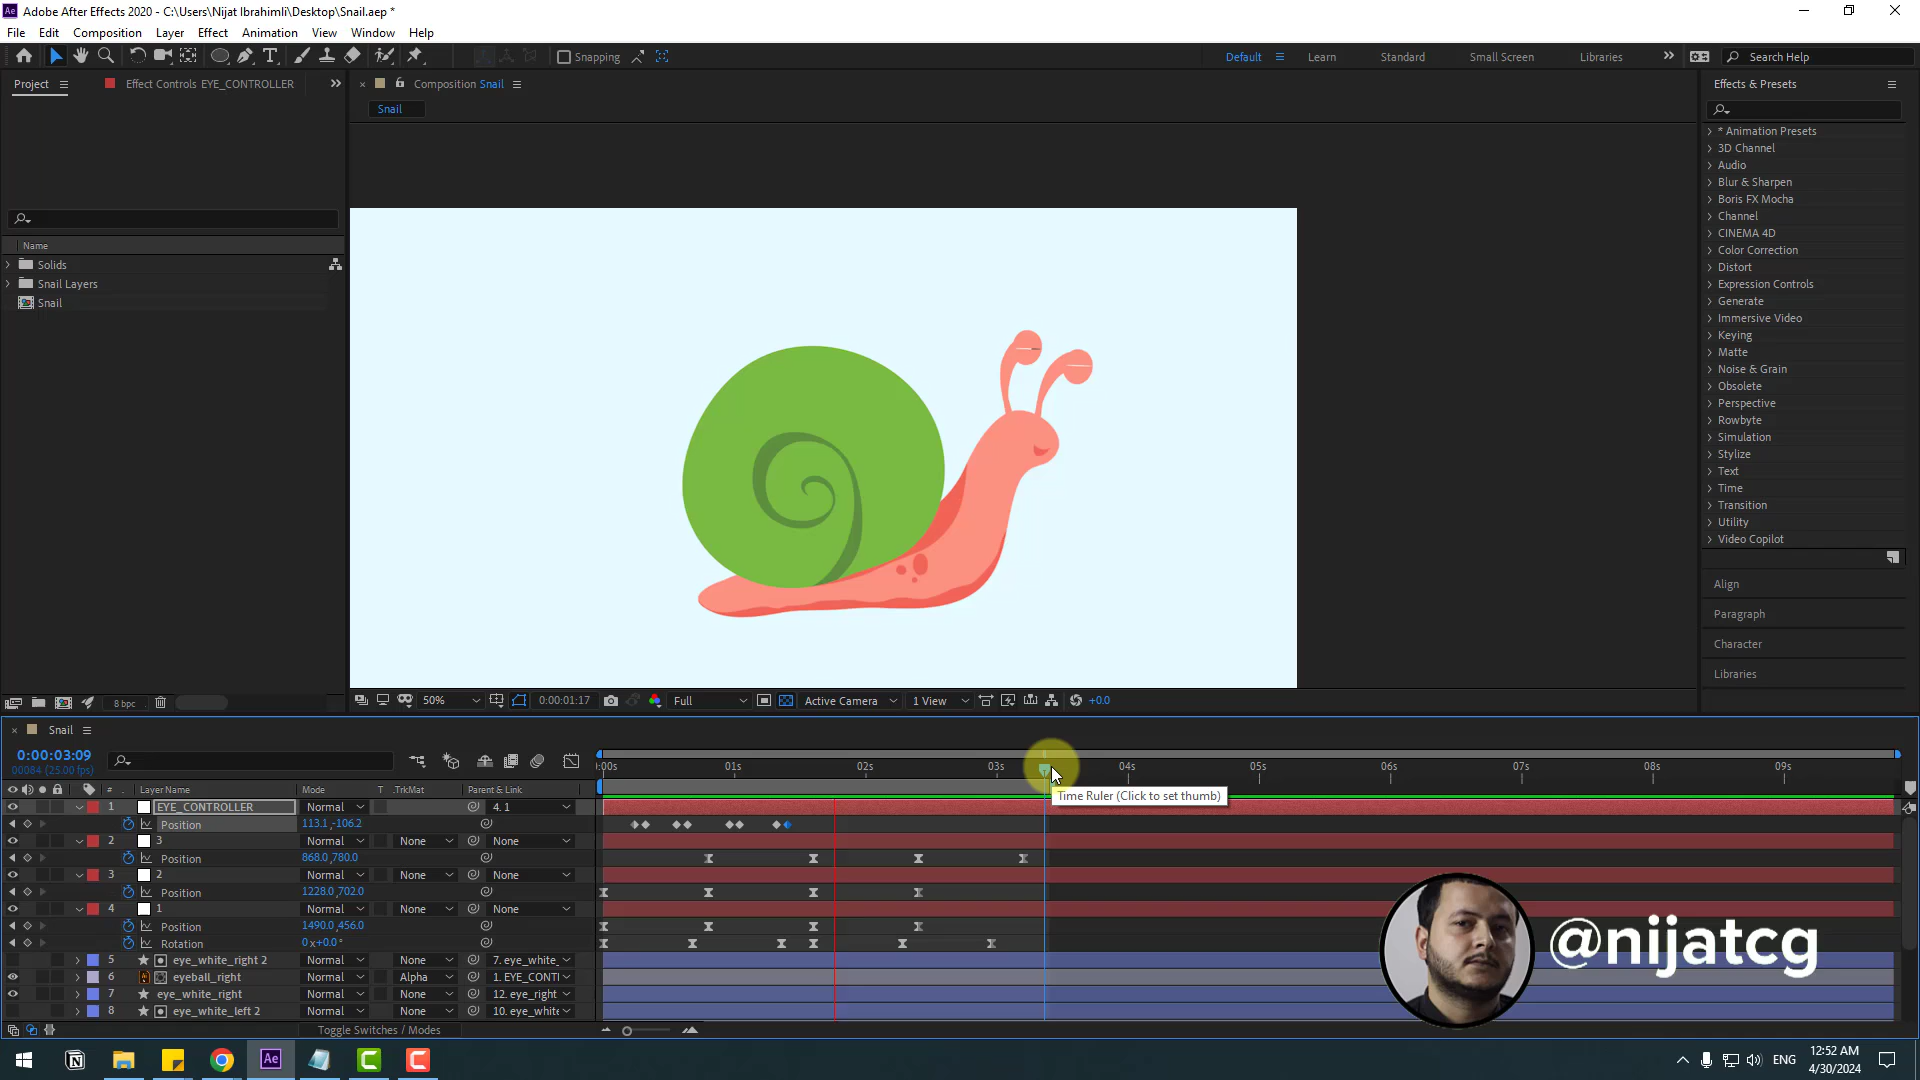 Adobe After Effects 2020 - C:\Users\Nijat Ibrahimli\Desktop\Snail.aep *
File Edit Composition Layer Effect Animation View Window Help
Snapping Default Learn Standard Small Screen Libraries Search Help
Project Effect Controls EYE_CONTROLLER Composition Snail Effects & Presets
Snail
* Animation Presets
3D Channel
Audio
Blur & Sharpen
Boris FX Mocha
Channel
CINEMA 4D
Color Correction
Distort
Expression Controls
Generate
Immersive Video
Keying
Matte
Noise & Grain
Obsolete
Perspective
Rowbyte
Simulation
Stylize
Text
Time
Transition
Utility
Video Copilot
Align
Paragraph
Character
Libraries
Name
Solids
Snail Layers
Snail
8 bpc 50% 0:00:01:17 Full Active Camera 1 View +0.0
Snail
0:00:03:09
00084 (25.00 fps)
:00s 01s 02s 03s 04s 05s 06s 07s 08s 09s
# Layer Name Mode T .TrkMat Parent & Link
Time Ruler (Click to set thumb)
1 EYE_CONTROLLER Normal 4. 1
Position 113.1,-106.2
2 3 Normal None None
Position 868.0,780.0
3 2 Normal None None
Position 1228.0,702.0
4 1 Normal None None
Position 1490.0,456.0
Rotation 0x+0.0°
5 eye_white_right 2 Normal 7. eye_white_
6 eyeball_right Normal Alpha 1. EYE_CONTI
7 eye_white_right Normal None 12. eye_right
8 eye_white_left 2 Normal None 10. eye_white
Toggle Switches / Modes
@nijatcg
Ae ENG 12:52 AM
4/30/2024